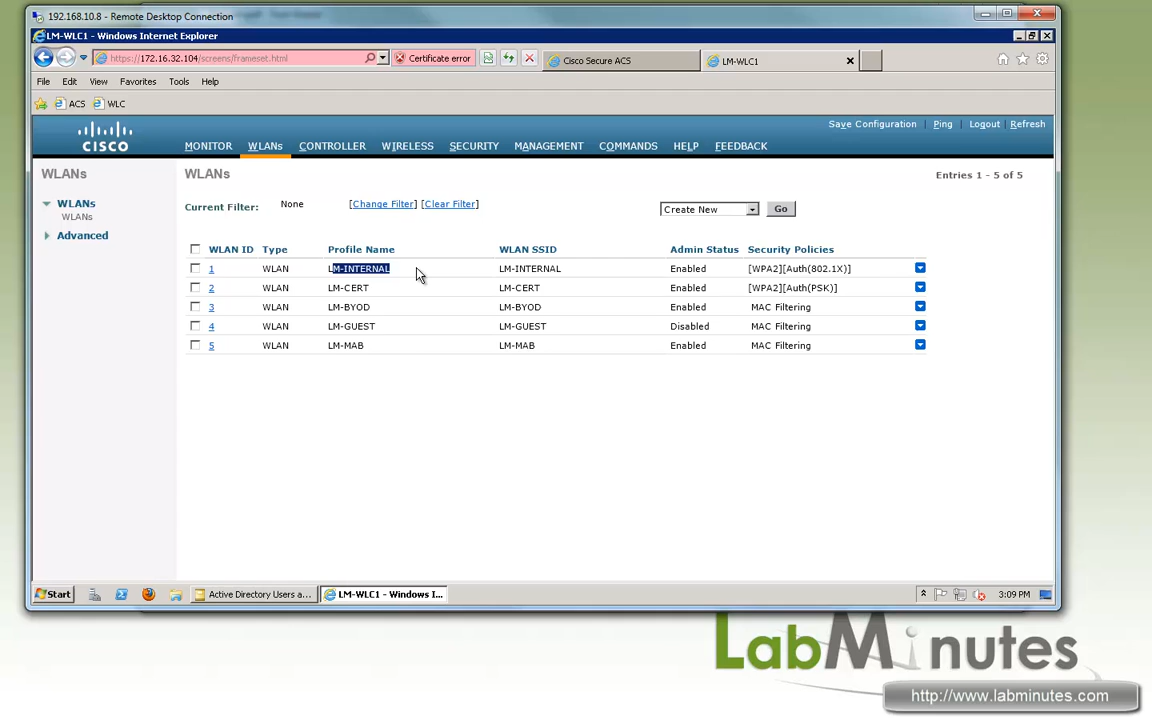 192.168.10.8 - Remote Desktop Connection
LM-WLC1 - Windows Internet Explorer
https://172.16.32.104/screens/frameset.html
Certificate error
Cisco Secure ACS
LM-WLC1
File Edit View Favorites Tools Help
ACS WLC
Save Configuration Ping Logout Refresh
CISCO
MONITOR WLANs CONTROLLER WIRELESS SECURITY MANAGEMENT COMMANDS HELP FEEDBACK
WLANs
WLANs
Entries 1 - 5 of 5
WLANs
WLANs
Advanced
Current Filter: None [Change Filter] [Clear Filter]
Create New Go
WLAN ID Type Profile Name WLAN SSID Admin Status Security Policies
1 WLAN LM-INTERNAL LM-INTERNAL Enabled [WPA2][Auth(802.1X)]
2 WLAN LM-CERT LM-CERT Enabled [WPA2][Auth(PSK)]
3 WLAN LM-BYOD LM-BYOD Enabled MAC Filtering
4 WLAN LM-GUEST LM-GUEST Disabled MAC Filtering
5 WLAN LM-MAB LM-MAB Enabled MAC Filtering
Start
Active Directory Users a...
LM-WLC1 - Windows I...
3:09 PM
LabMinutes
http://www.labminutes.com